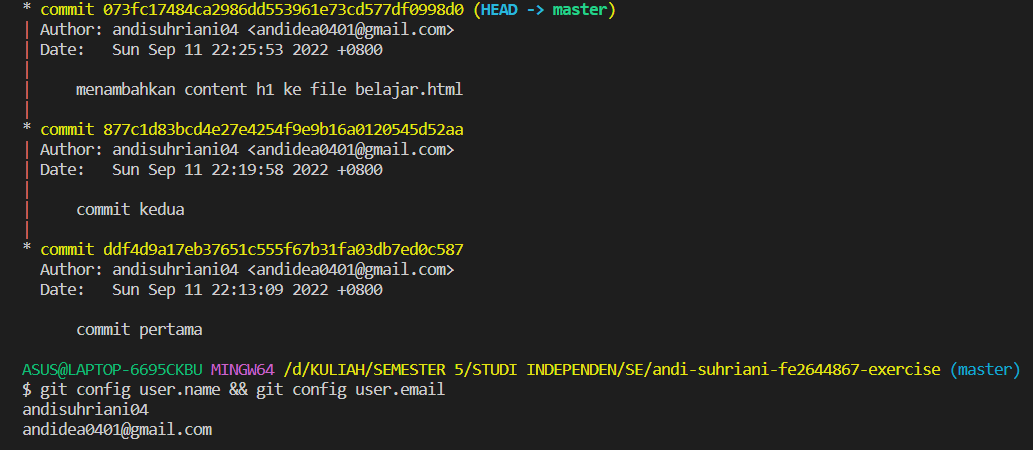 * commit 073fc17484ca2986dd553961e73cd577df0998d0 (HEAD -> master)
| Author: andisuhriani04 <andidea0401@gmail.com>
| Date:   Sun Sep 11 22:25:53 2022 +0800
|
|     menambahkan content h1 ke file belajar.html
|
* commit 877c1d83bcd4e27e4254f9e9b16a0120545d52aa
| Author: andisuhriani04 <andidea0401@gmail.com>
| Date:   Sun Sep 11 22:19:58 2022 +0800
|
|     commit kedua
|
* commit ddf4d9a17eb37651c555f67b31fa03db7ed0c587
  Author: andisuhriani04 <andidea0401@gmail.com>
  Date:   Sun Sep 11 22:13:09 2022 +0800

      commit pertama

ASUS@LAPTOP-6695CKBU MINGW64 /d/KULIAH/SEMESTER 5/STUDI INDEPENDEN/SE/andi-suhriani-fe2644867-exercise (master)
$ git config user.name && git config user.email
andisuhriani04
andidea0401@gmail.com